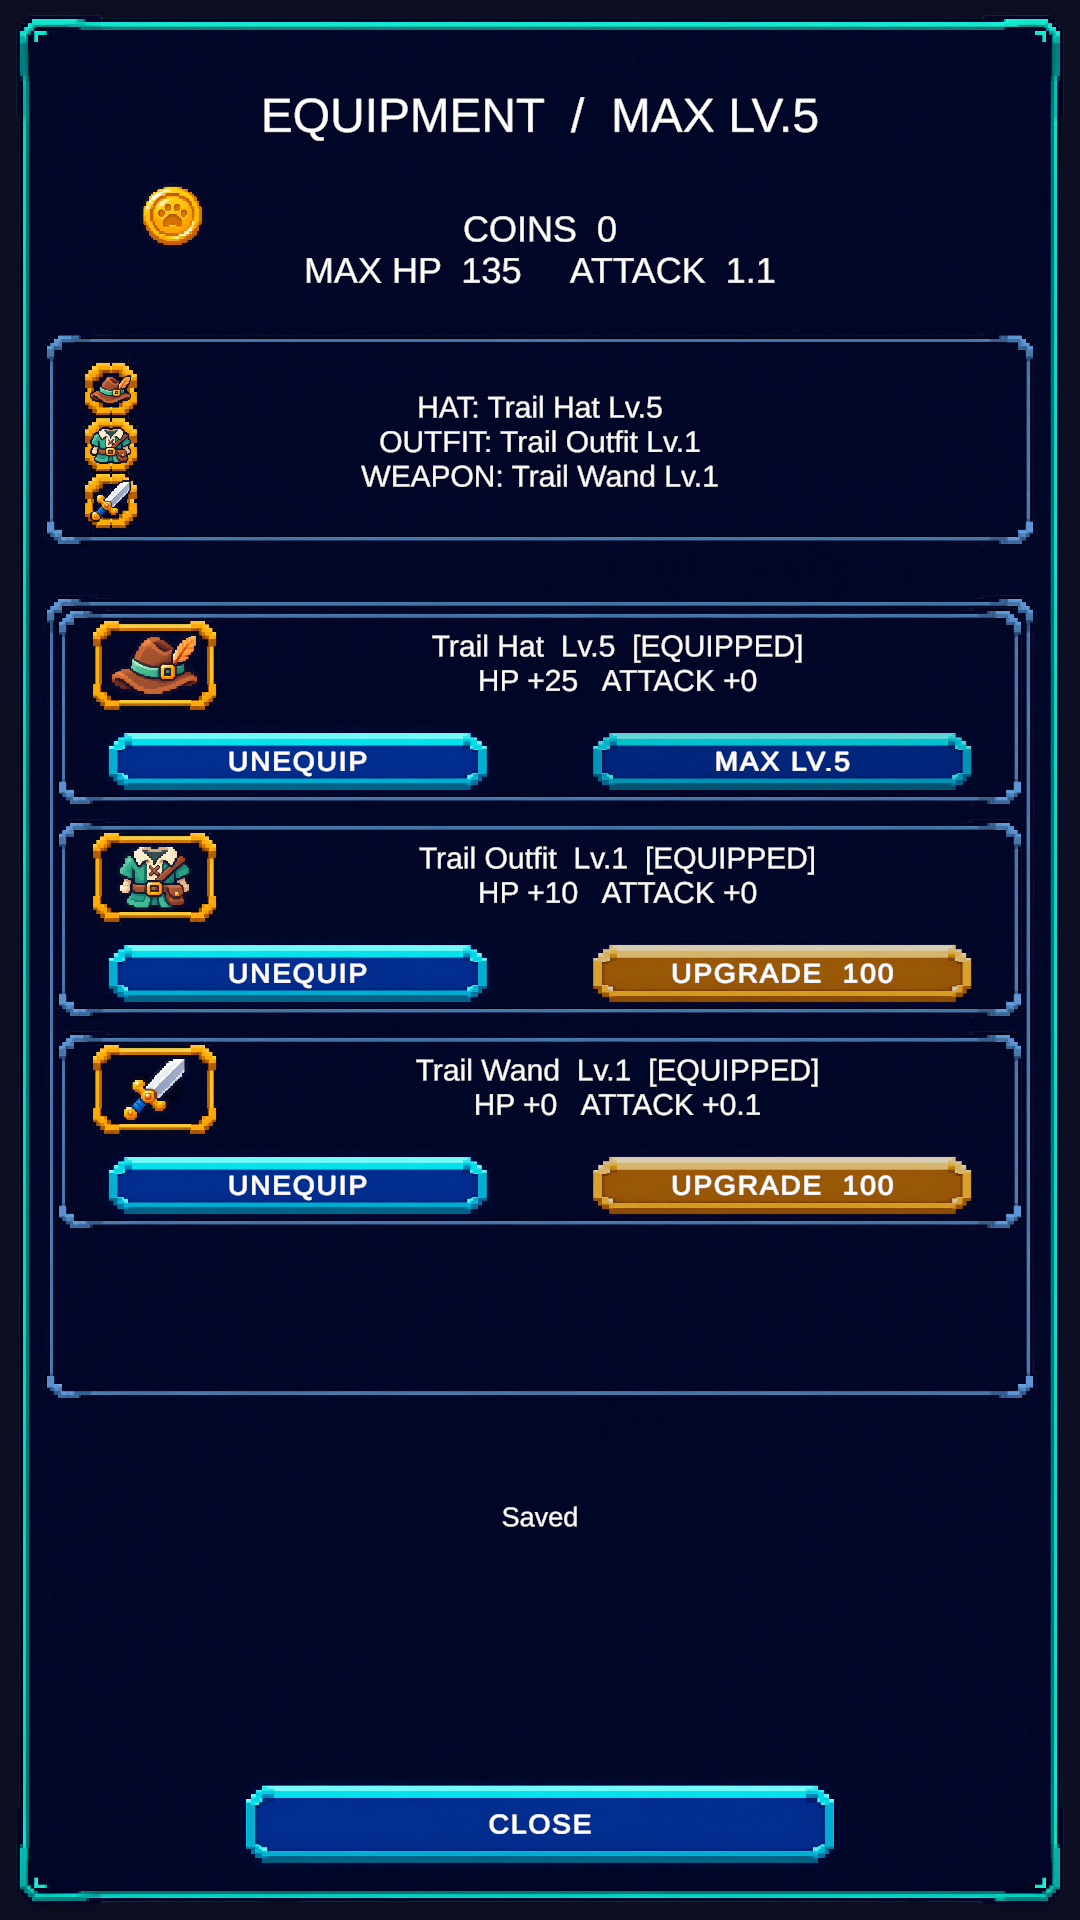 EQUIPMENT / MAX LV.5
COINS 0
MAX HP 135 ATTACK 1.1
HAT: Trail Hat Lv.5
OUTFIT: Trail Outfit Lv.1
WEAPON: Trail Wand Lv.1
Trail Hat Lv.5 [EQUIPPED]
HP +25 ATTACK +0
UNEQUIP MAX LV.5
Trail Outfit Lv.1 [EQUIPPED]
HP +10 ATTACK +0
UNEQUIP UPGRADE 100
Trail Wand Lv.1 [EQUIPPED]
HP +0 ATTACK +0.1
UNEQUIP UPGRADE 100
Saved
CLOSE